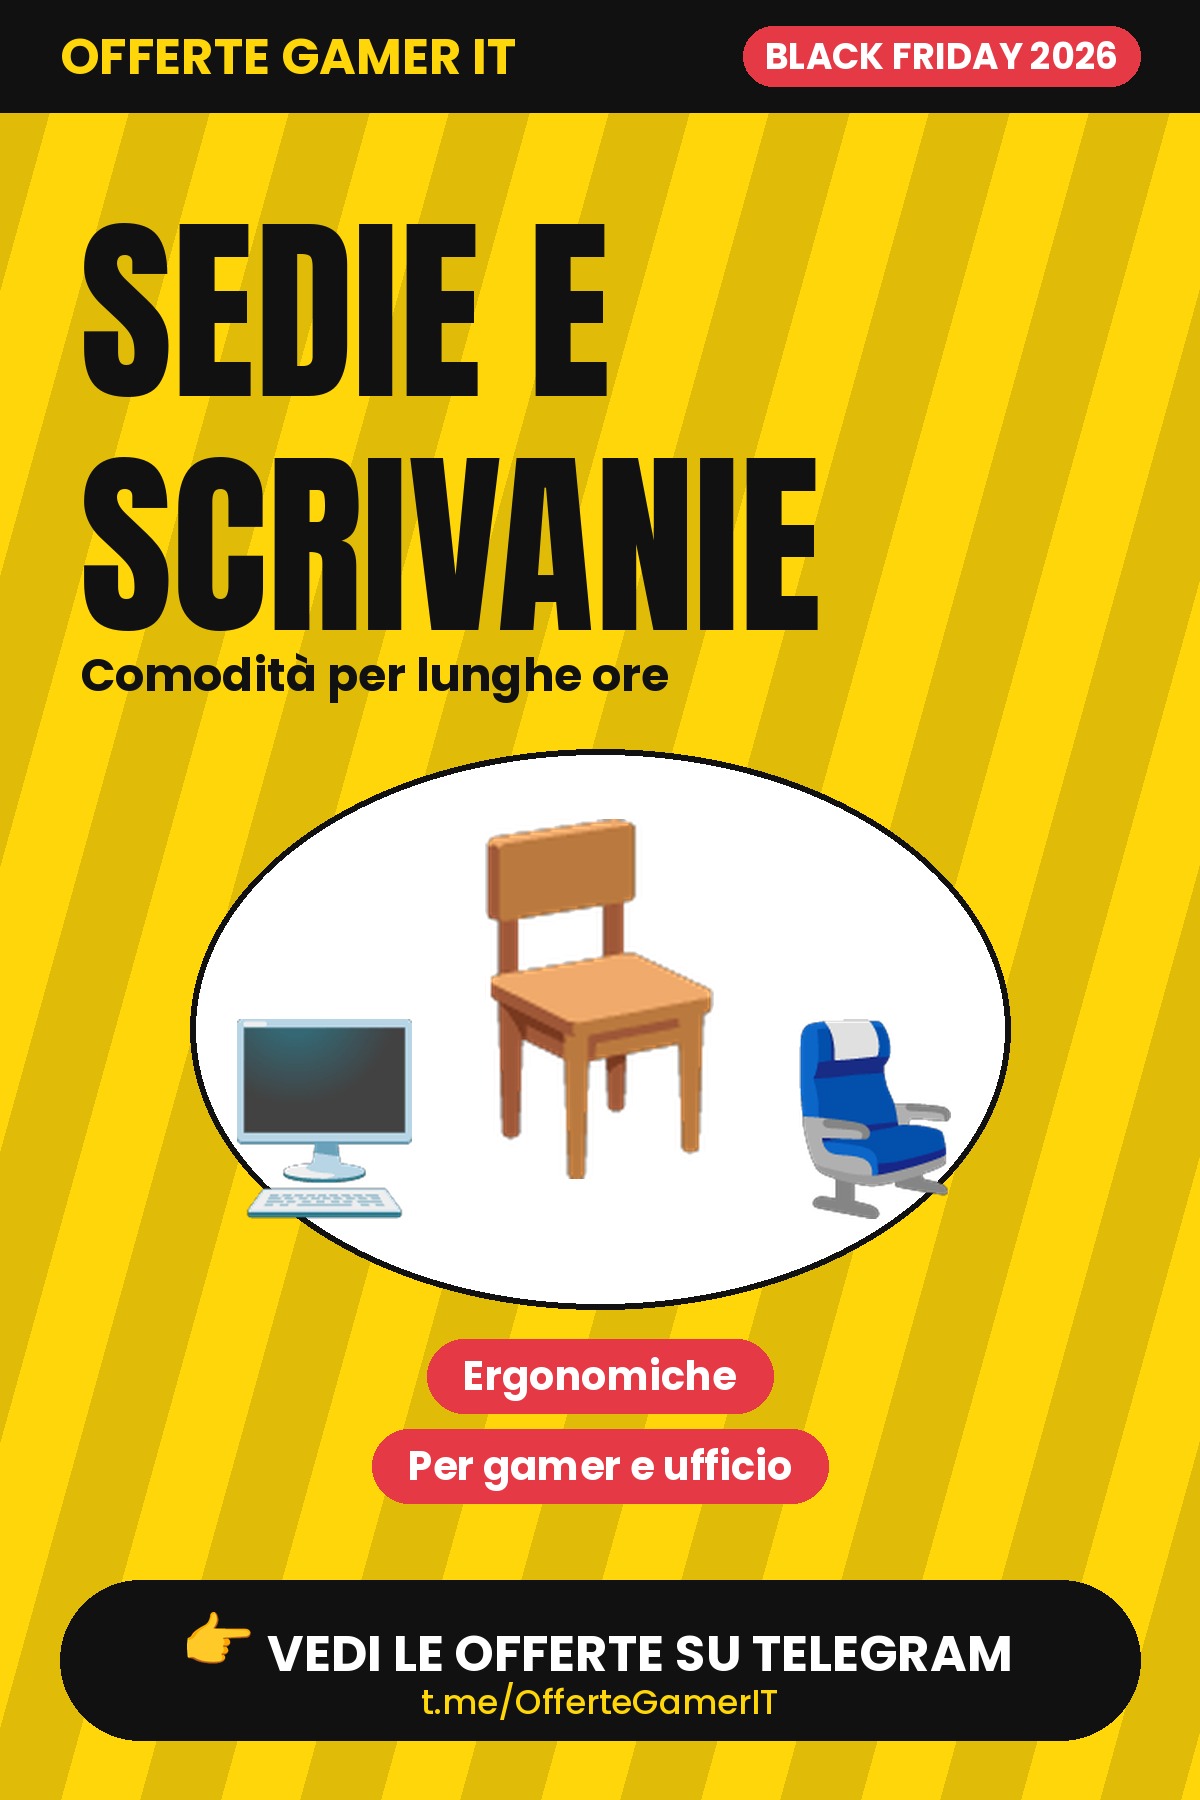 OFFERTE GAMER IT
BLACK FRIDAY 2026
SEDIE E
SCRIVANIE
Comodità per lunghe ore
Ergonomiche
Per gamer e ufficio
👉 VEDI LE OFFERTE SU TELEGRAM
t.me/OfferteGamerIT